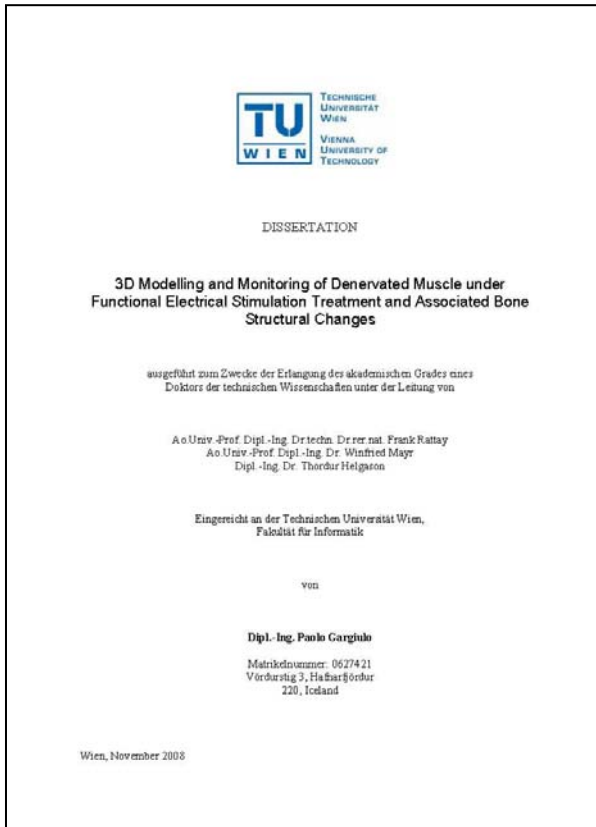 TECHNISCHE
UNIVERSITÄT
WIEN
TU
WIEN
VIENNA
UNIVERSITY OF
TECHNOLOGY
DISSERTATION
3D Modelling and Monitoring of Denervated Muscle under
Functional Electrical Stimulation Treatment and Associated Bone
Structural Changes
ausgeführt zum Zwecke der Erlangung des akademischen Grades eines
Doktors der technischen Wissenschaften unter der Leitung von
Ao.Univ.-Prof. Dipl.-Ing. Dr.techn. Dr.rer.nat. Frank Rattay
Ao.Univ.-Prof. Dipl.-Ing. Dr. Winfried Mayr
Dipl.-Ing. Dr. Thordur Helgason
Eingereicht an der Technischen Universität Wien,
Fakultät für Informatik
von
Dipl.-Ing. Paolo Gargiulo
Matrikelnummer: 0627421
Vördurstig 3, Hafnarfjördur
220, Iceland
Wien, November 2008